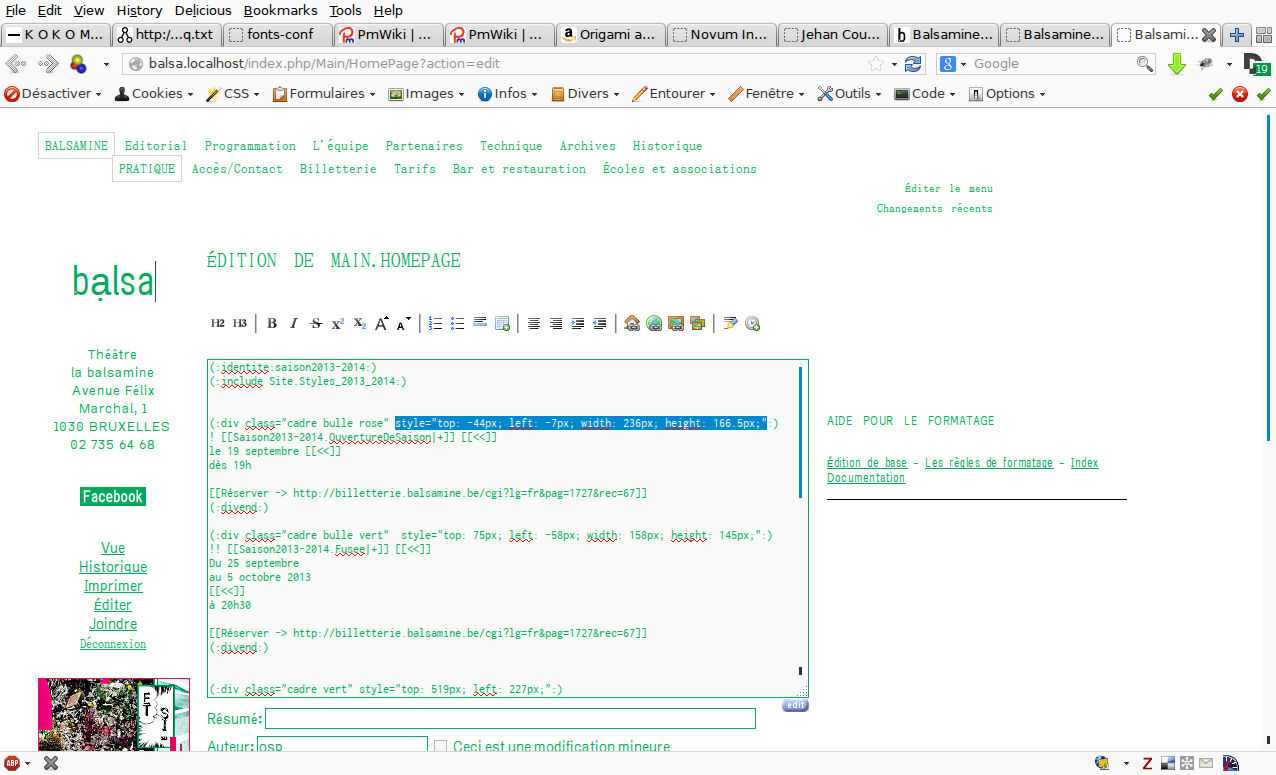 File Edit View History Delicious Bookmarks Tools Help
K O K O M... http:/...q.txt fonts-conf PmWiki | ... PmWiki | ... Origami a... Novum In... Jehan Cou... Balsamine... Balsamine... Balsami...
balsa.localhost/index.php/Main/HomePage?action=edit Google 19
Désactiver Cookies CSS Formulaires Images Infos Divers Entourer Fenêtre Outils Code Options
BALSAMINE Editorial Programmation L'équipe Partenaires Technique Archives Historique
PRATIQUE Accès/Contact Billetterie Tarifs Bar et restauration Écoles et associations
Éditer le menu
Changements récents
balsa
Théâtre
la balsamine
Avenue Félix
Marchal, 1
1030 BRUXELLES
02 735 64 68
Facebook
Vue
Historique
Imprimer
Éditer
Joindre
Déconnexion
ÉDITION DE MAIN.HOMEPAGE
H2 H3 B I S x² x₂ A A
(:identite:saison2013-2014:)
(:include Site.Styles_2013_2014:)
(:div class="cadre bulle rose" style="top: -44px; left: -7px; width: 236px; height: 166.5px;":)
! [[Saison2013-2014.OuvertureDeSaison|+]] [[<<]]
le 19 septembre [[<<]]
dès 19h
[[Réserver -> http://billetterie.balsamine.be/cgi?lg=fr&pag=1727&rec=67]]
(:divend:)
(:div class="cadre bulle vert"  style="top: 75px; left: -58px; width: 158px; height: 145px;":)
!! [[Saison2013-2014.Fusee|+]] [[<<]]
Du 25 septembre
au 5 octobre 2013
[[<<]]
à 20h30
[[Réserver -> http://billetterie.balsamine.be/cgi?lg=fr&pag=1727&rec=67]]
(:divend:)
(:div class="cadre vert" style="top: 519px; left: 227px;":)
edit
Résumé:
Auteur: osp Ceci est une modification mineure
AIDE POUR LE FORMATAGE
Édition de base - Les règles de formatage - Index
Documentation
ABP
Z